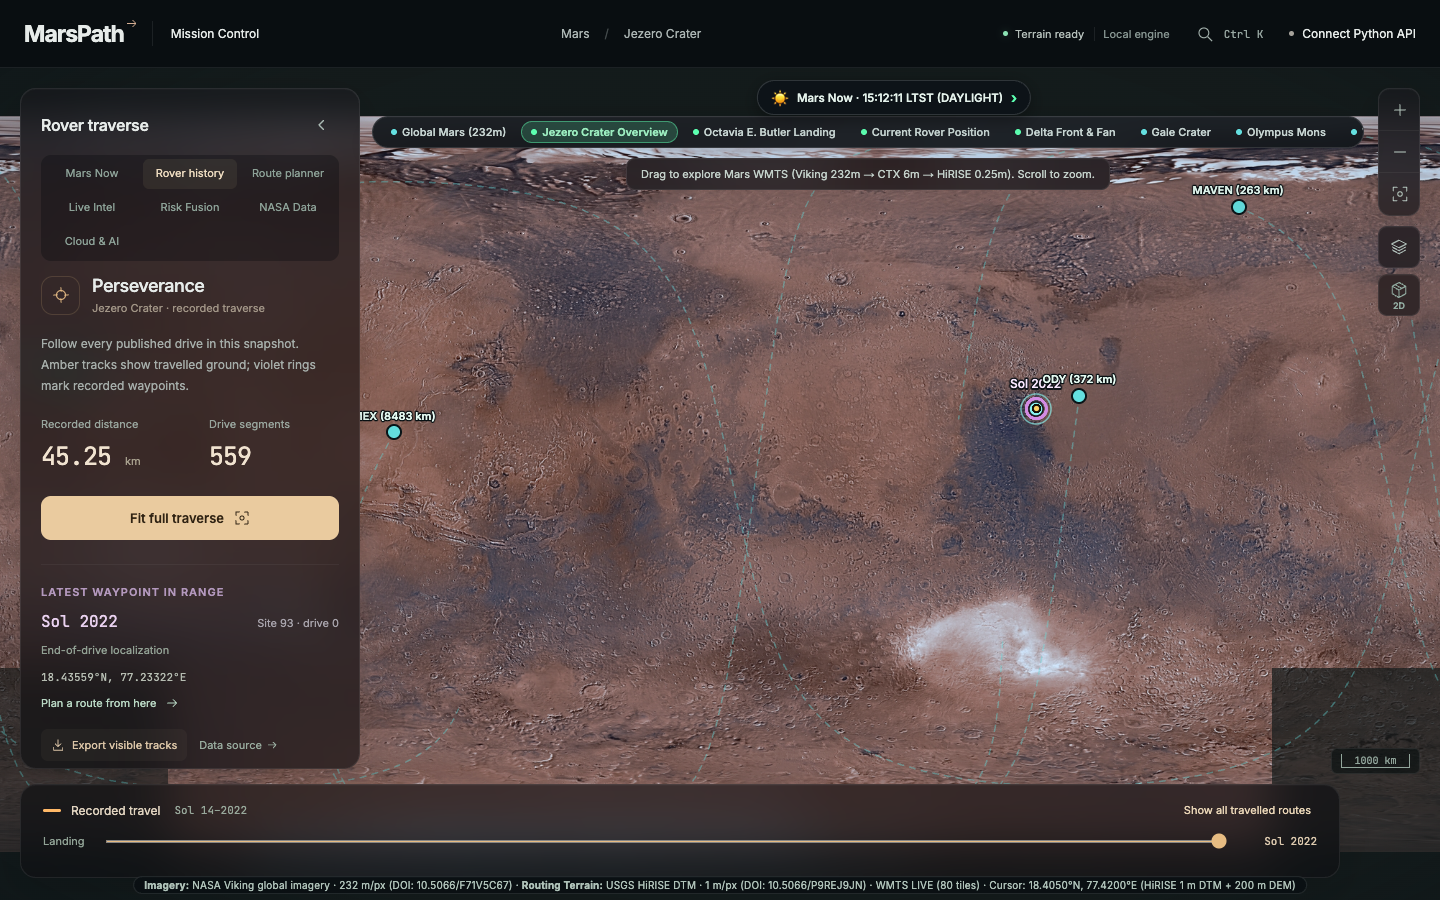 MarsPath
Mission Control
Mars / Jezero Crater
Terrain ready
Local engine
Ctrl K
Connect Python API
Mars Now · 15:12:11 LTST (DAYLIGHT)
Global Mars (232m)
Jezero Crater Overview
Octavia E. Butler Landing
Current Rover Position
Delta Front & Fan
Gale Crater
Olympus Mons
Drag to explore Mars WMTS (Viking 232m → CTX 6m → HiRISE 0.25m). Scroll to zoom.
Rover traverse
Mars Now
Rover history
Route planner
Live Intel
Risk Fusion
NASA Data
Cloud & AI
Perseverance
Jezero Crater · recorded traverse
Follow every published drive in this snapshot.
Amber tracks show travelled ground; violet rings
mark recorded waypoints.
Recorded distance
45.25 km
Drive segments
559
Fit full traverse
LATEST WAYPOINT IN RANGE
Sol 2022
Site 93 · drive 0
End-of-drive localization
18.43559°N, 77.23322°E
Plan a route from here →
Export visible tracks
Data source →
MAVEN (263 km)
Sol 2022
ODY (372 km)
MEX (8483 km)
2D
1000 km
Recorded travel
Sol 14–2022
Show all travelled routes
Landing
Sol 2022
Imagery: NASA Viking global imagery · 232 m/px (DOI: 10.5066/F71V5C67) · Routing Terrain: USGS HiRISE DTM · 1 m/px (DOI: 10.5066/P9REJ9JN) · WMTS LIVE (80 tiles) · Cursor: 18.4050°N, 77.4200°E (HiRISE 1 m DTM + 200 m DEM)